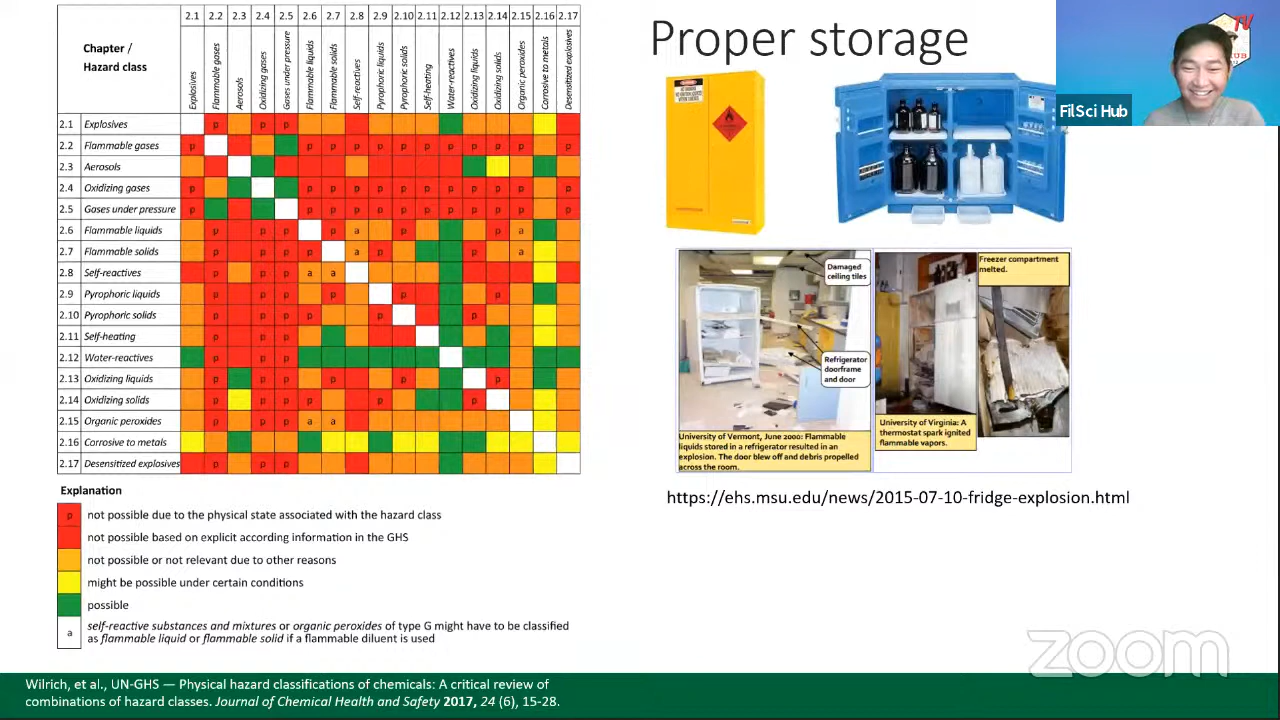 Proper storage
TV
FilSci Hub
Chapter /
Hazard class
2.1 2.2 2.3 2.4 2.5 2.6 2.7 2.8 2.9 2.10 2.11 2.12 2.13 2.14 2.15 2.16 2.17
Explosives
Flammable gases
Aerosols
Oxidizing gases
Gases under pressure
Flammable liquids
Flammable solids
Self-reactives
Pyrophoric liquids
Pyrophoric solids
Self-heating
Water-reactives
Oxidizing liquids
Oxidizing solids
Organic peroxides
Corrosive to metals
Desensitized explosives
2.1 Explosives p p p
2.2 Flammable gases p p p p p p p p p p p p
2.3 Aerosols
2.4 Oxidizing gases p p p p p p p p p p p p
2.5 Gases under pressure p p p p p p p p p p p p
2.6 Flammable liquids p p p p a p p a
2.7 Flammable solids p p p p a p p a
2.8 Self-reactives p p p a a
2.9 Pyrophoric liquids p p p p p p
2.10 Pyrophoric solids p p p p p p
2.11 Self-heating p p p
2.12 Water-reactives p p p
2.13 Oxidizing liquids p p p p p
2.14 Oxidizing solids p p p p p p
2.15 Organic peroxides p p p a a
2.16 Corrosive to metals
2.17 Desensitized explosives p p p
Explanation
p not possible due to the physical state associated with the hazard class
not possible based on explicit according information in the GHS
not possible or not relevant due to other reasons
might be possible under certain conditions
possible
a self-reactive substances and mixtures or organic peroxides of type G might have to be classified
as flammable liquid or flammable solid if a flammable diluent is used
Damaged
ceiling tiles
Refrigerator
doorframe
and door
University of Vermont, June 2000: Flammable
liquids stored in a refrigerator resulted in an
explosion. The door blew off and debris propelled
across the room.
Freezer compartment
melted.
University of Virginia: A
thermostat spark ignited
flammable vapors.
https://ehs.msu.edu/news/2015-07-10-fridge-explosion.html
zoom
Wilrich, et al., UN-GHS — Physical hazard classifications of chemicals: A critical review of
combinations of hazard classes. Journal of Chemical Health and Safety 2017, 24 (6), 15-28.